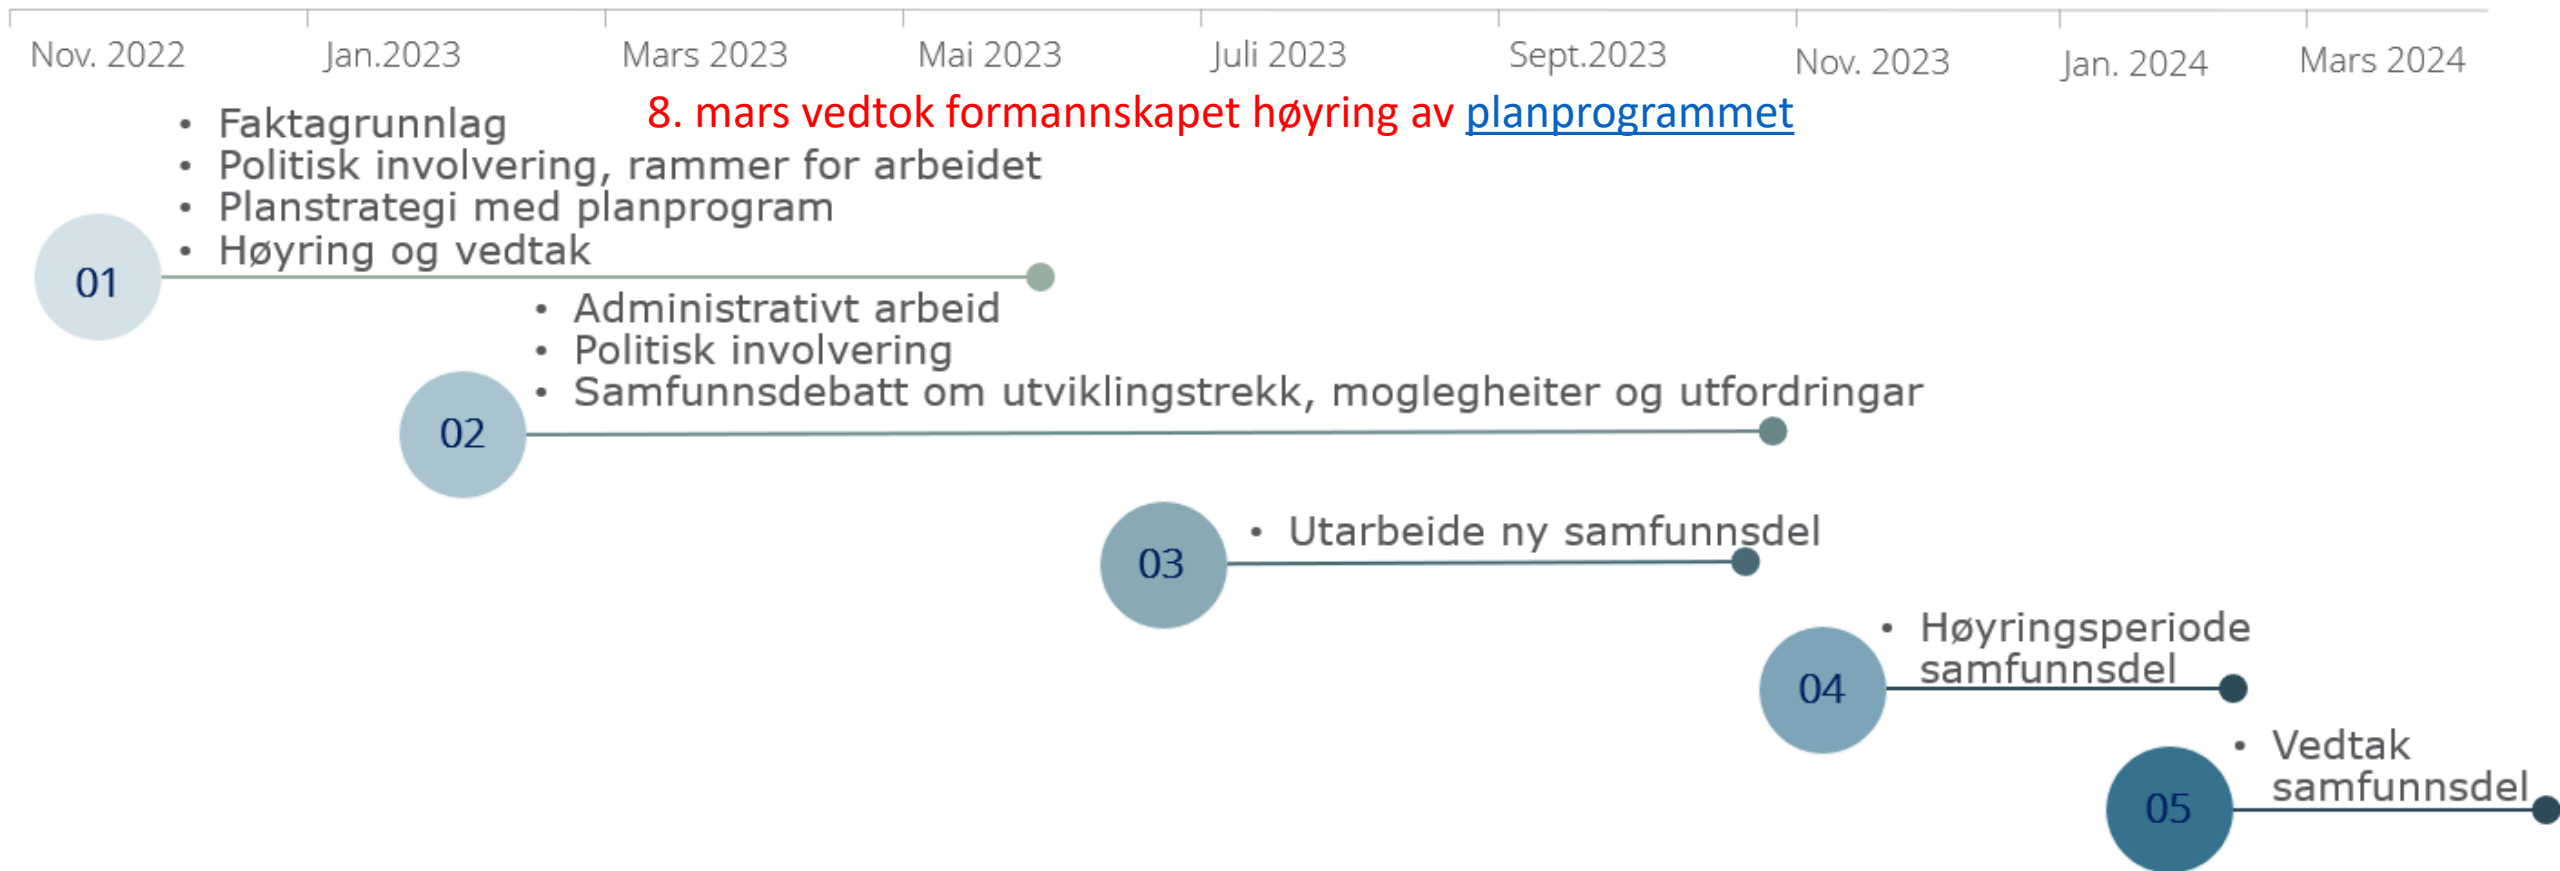 Nov. 2022 Jan.2023 Mars 2023 Mai 2023 Juli 2023 Sept.2023 Nov. 2023 Jan. 2024 Mars 2024
8. mars vedtok formannskapet høyring av planprogrammet
• Faktagrunnlag
• Politisk involvering, rammer for arbeidet
• Planstrategi med planprogram
• Høyring og vedtak
01
• Administrativt arbeid
• Politisk involvering
• Samfunnsdebatt om utviklingstrekk, moglegheiter og utfordringar
02
• Utarbeide ny samfunnsdel
03
• Høyringsperiode
samfunnsdel
04
• Vedtak
samfunnsdel
05